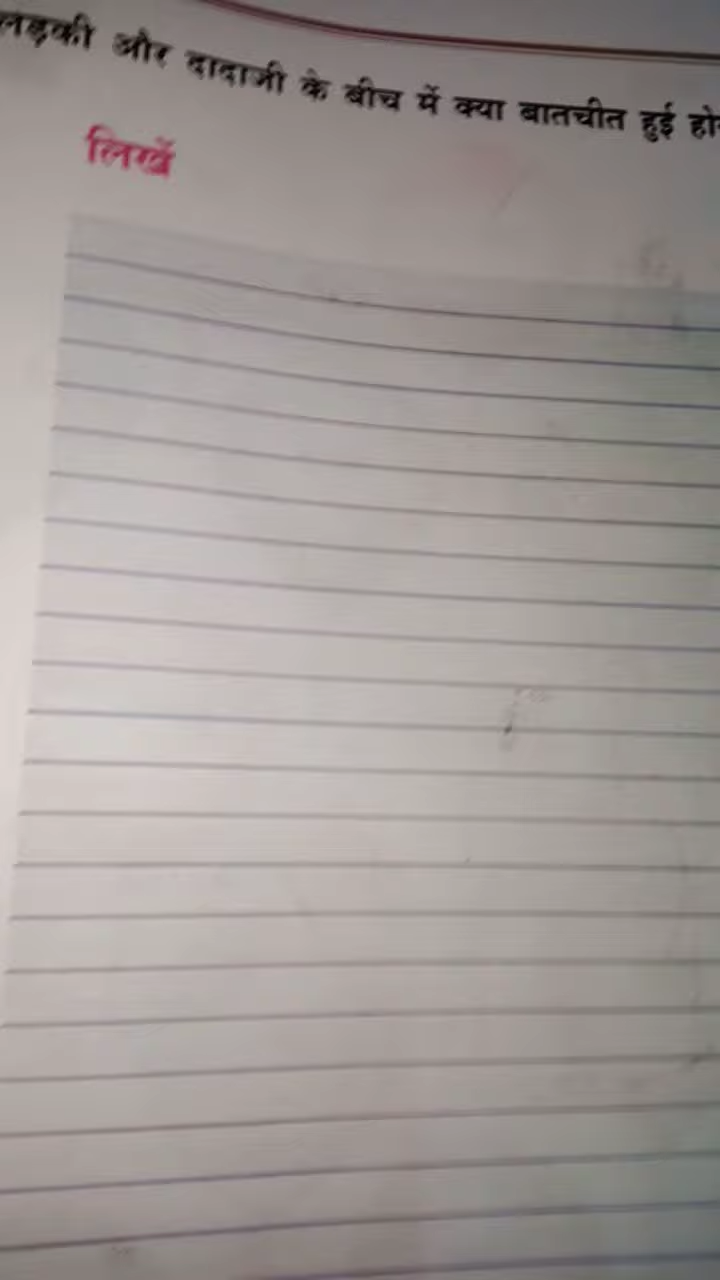 लड़की और दादाजी के बीच में क्या बातचीत हुई
लिखें